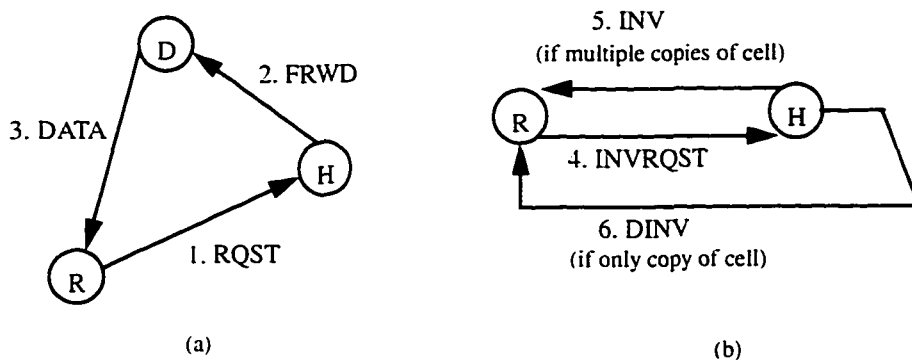 D
2. FRWD
3. DATA
H
1. RQST
R
(a)
5. INV
(if multiple copies of cell)
R
H
4. INVRQST
6. DINV
(if only copy of cell)
(b)